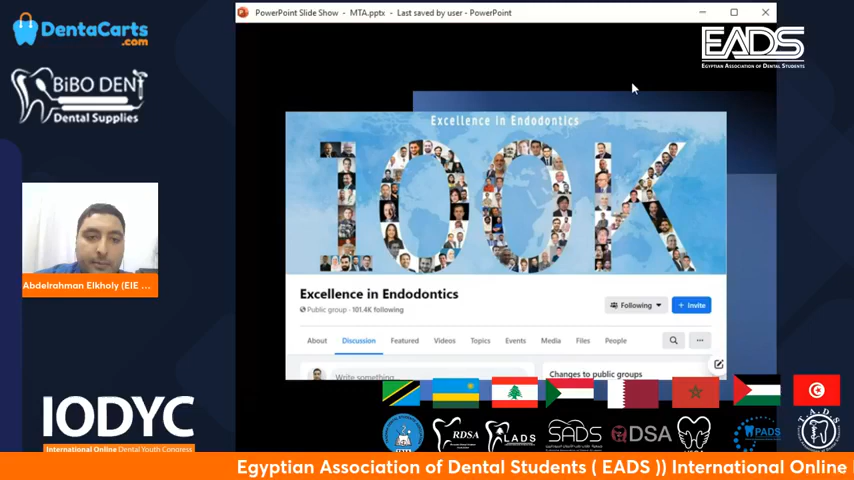 DentaCarts
.com
BiBO DENT
Dental Supplies
PowerPoint Slide Show - MTA.pptx - Last saved by user - PowerPoint
EADS
EGYPTIAN ASSOCIATION OF DENTAL STUDENTS
Excellence in Endodontics
100K
Abdelrahman Elkholy (EIE ...
Excellence in Endodontics
Public group · 101.4K following
Following
+ Invite
About
Discussion
Featured
Videos
Topics
Events
Media
Files
People
Write something...
Changes to public groups
IODYC
International Online Dental Youth Congress
RDSA
LADS
SADS
QDSA
PADS
Egyptian Association of Dental Students ( EADS )) International Online